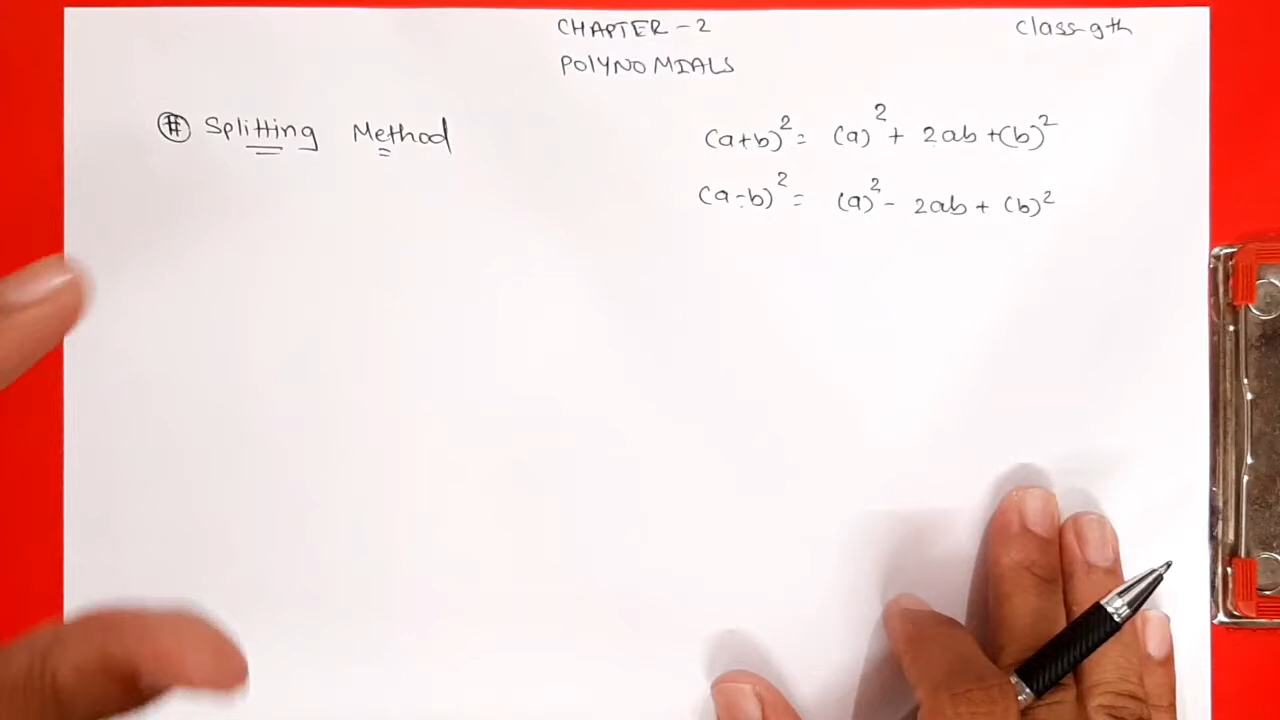 CHAPTER-2
Class-9th
POlYNOMIALS
# Splitting Method
(a+b)²= (a)²+ 2ab +(b)²
(a-b)²= (a)²- 2ab + (b)²